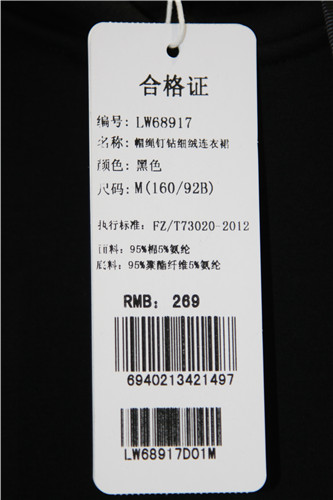 合格证
编号: LW68917
名称: 帽绳钉钻细绒连衣裙
颜色: 黑色
尺码: M(160/92B)
执行标准: FZ/T73020-2012
面料: 95%棉5%氨纶
底料: 95%聚酯纤维5%氨纶
RMB: 269
6940213421497
LW68917D01M